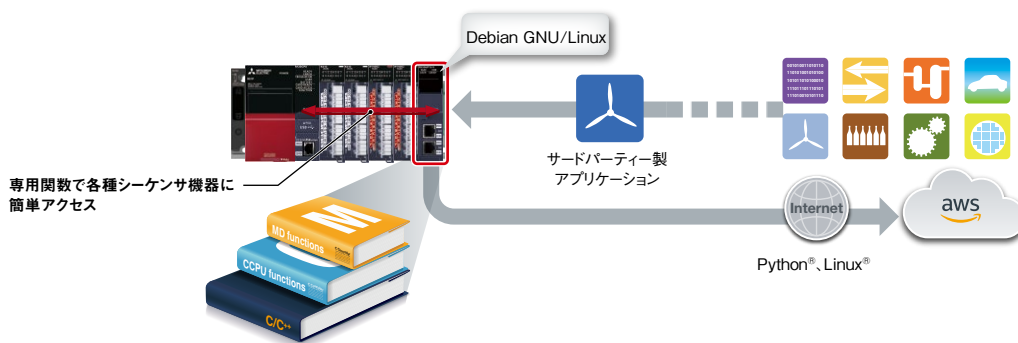 Debian GNU/Linux
専用関数で各種シーケンサ機器に
簡単アクセス
サードパーティー製
アプリケーション
Internet
aws
Python®、Linux®
M
MD functions
CCPU functions
C/C++